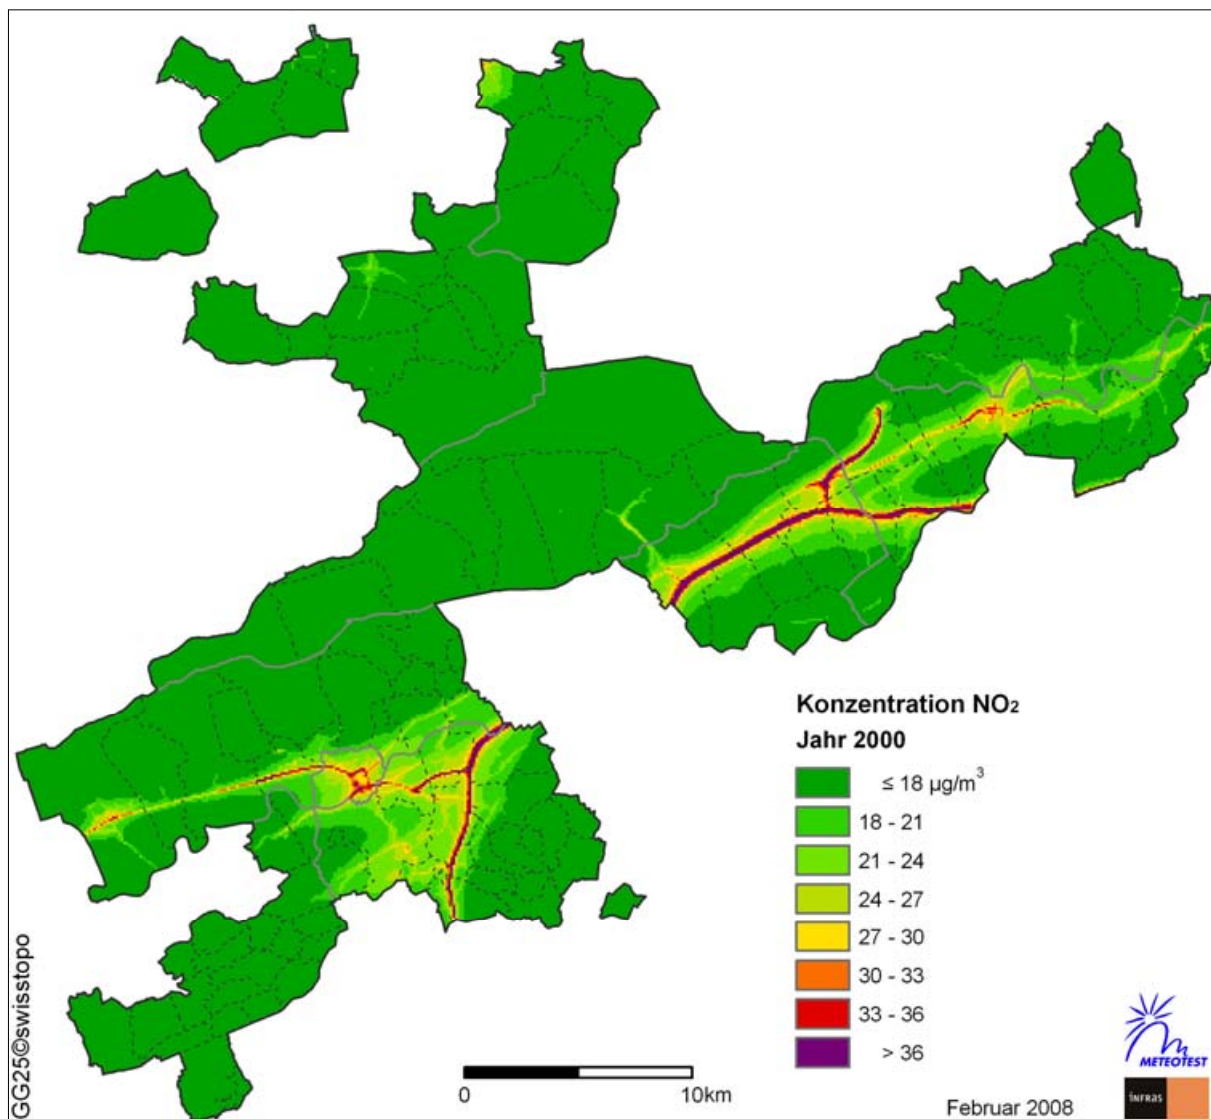 Konzentration NO2
Jahr 2000
≤ 18 µg/m³
18 - 21
21 - 24
24 - 27
27 - 30
30 - 33
33 - 36
> 36
0 10km
Februar 2008
METEOTEST
INFRAS
GG25©swisstopo